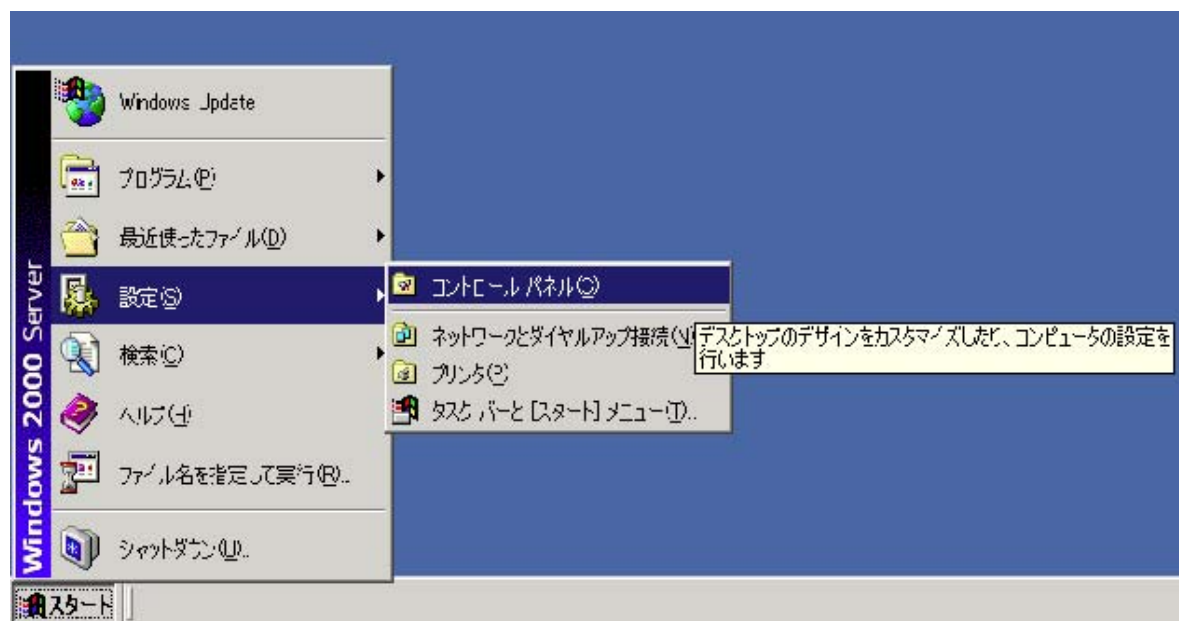 Windows Update
プログラム(P)
最近使ったファイル(D)
設定(S)
検索(C)
ヘルプ(H)
ファイル名を指定して実行(R)...
シャットダウン(U)...
Windows 2000 Server
コントロール パネル(C)
ネットワークとダイヤルアップ接続(N)
プリンタ(P)
タスク バーと [スタート] メニュー(T)...
デスクトップのデザインをカスタマイズしたり、コンピュータの設定を
行います
スタート